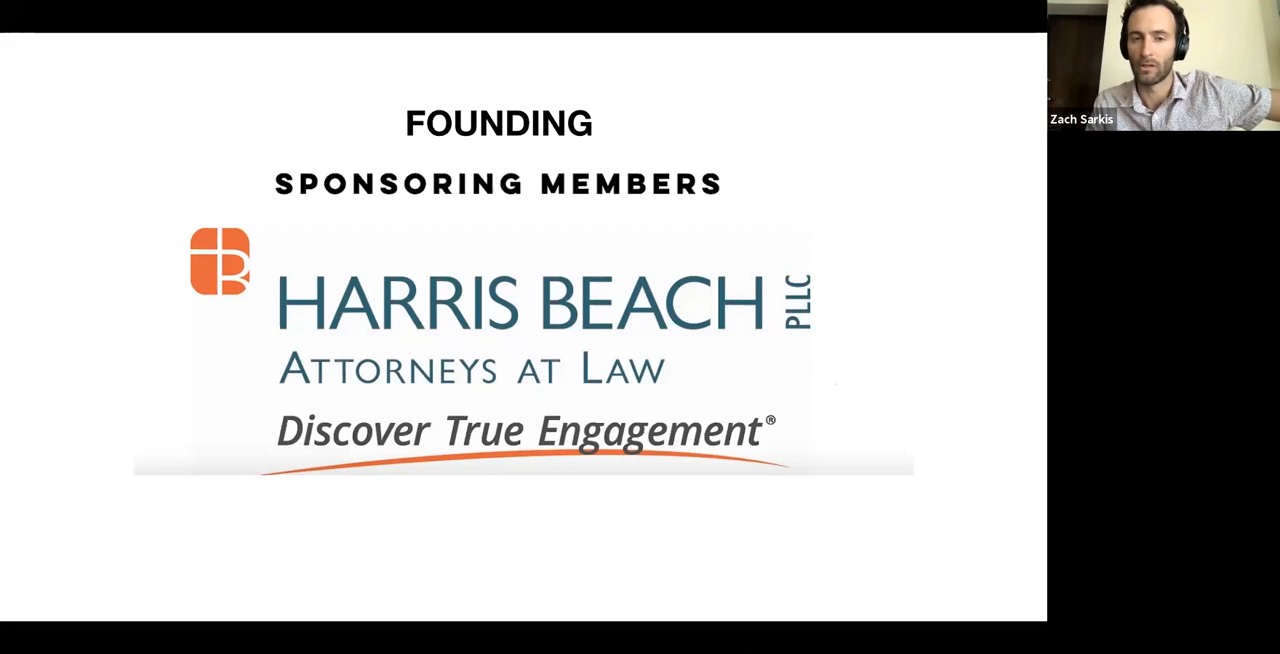 FOUNDING
SPONSORING MEMBERS
B
HARRIS BEACH PLLC
ATTORNEYS AT LAW
Discover True Engagement®
Zach Sarkis